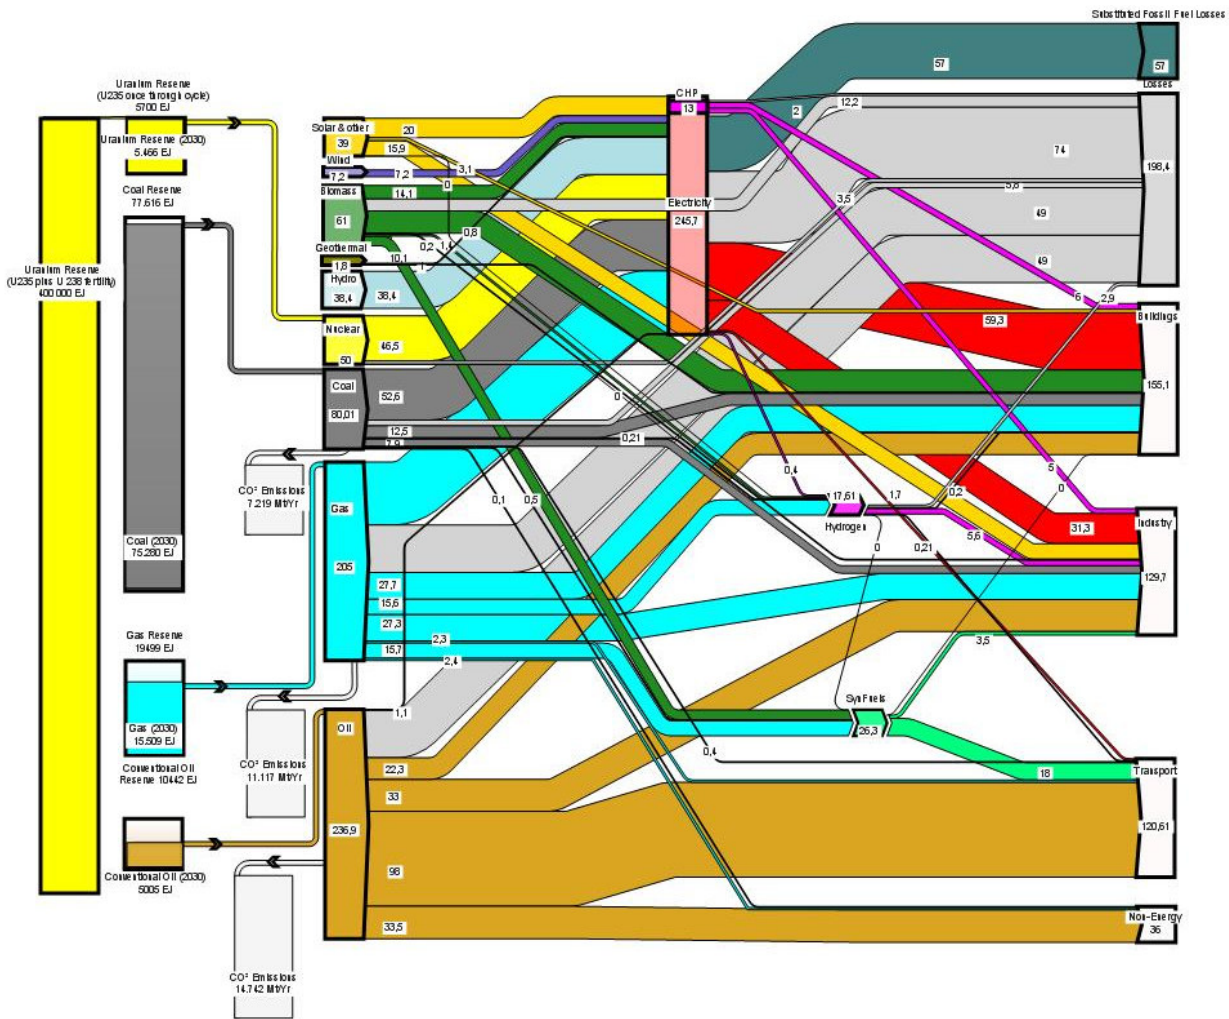 Substituted Fossil Fuel Losses
57
57
Losses
Uranium Reserve
(U235 once through cycle)
5700 EJ
Uranium Reserve (2030)
5.466 EJ
Coal Reserve
77.616 EJ
Uranium Reserve
(U235 plus U 238 fertility)
400 000 EJ
Coal (2030)
75.280 EJ
Gas Reserve
19499 EJ
Gas (2030)
15.509 EJ
Conventional Oil
Reserve 10442 EJ
Conventional Oil (2030)
5005 EJ
CO² Emissions
7.219 Mt/Yr
CO² Emissions
11.117 Mt/Yr
CO² Emissions
14.742 Mt/Yr
Solar & other
39
Wind
7,2
Biomass
61
Geothermal
1,8
Hydro
38,4
Nuclear
50
Coal
80,01
Gas
205
Oil
236,9
20
15,9
3,1
0
7,2
14,1
0,8
0,2
1,4
10,1
1
38,4
46,5
52,6
12,5
7,9
27,7
15,6
27,3
2,3
15,7
2,4
1,1
22,3
33
98
33,5
CHP
13
Electricity
245,7
2
12,2
74
198,4
3,5
49
49
6
2,9
59,3
Buildings
155,1
0
0,21
0,1
0,5
0,4
17,61
Hydrogen
1,7
0,2
5
0
31,3
Industry
129,7
5,6
0
0,21
3,5
SynFuels
26,3
0,4
18
Transport
120,61
Non-Energy
36